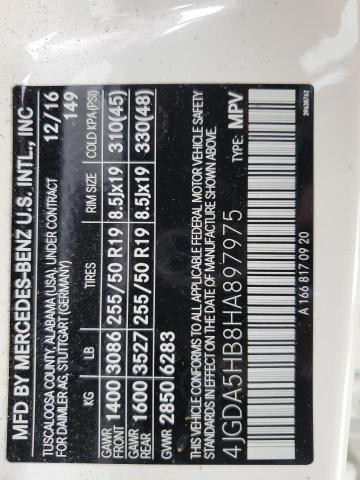 MFD BY MERCEDES-BENZ U.S. INTL., INC
TUSCALOOSA COUNTY, ALABAMA (USA), UNDER CONTRACT 12/16
FOR DAIMLER AG, STUTTGART (GERMANY) 149
KG LB TIRES RIM SIZE COLD KPA(PSI)
GAWR FRONT 1400 3086 255/50 R19 8.5Jx19 310(45)
GAWR REAR 1600 3527 255/50 R19 8.5Jx19 330(48)
GVWR 2850 6283
THIS VEHICLE CONFORMS TO ALL APPLICABLE FEDERAL MOTOR VEHICLE SAFETY
STANDARDS IN EFFECT ON THE DATE OF MANUFACTURE SHOWN ABOVE.
4JGDA5HB8HA897975 TYPE: MPV
A 166 817 09 20
39638742